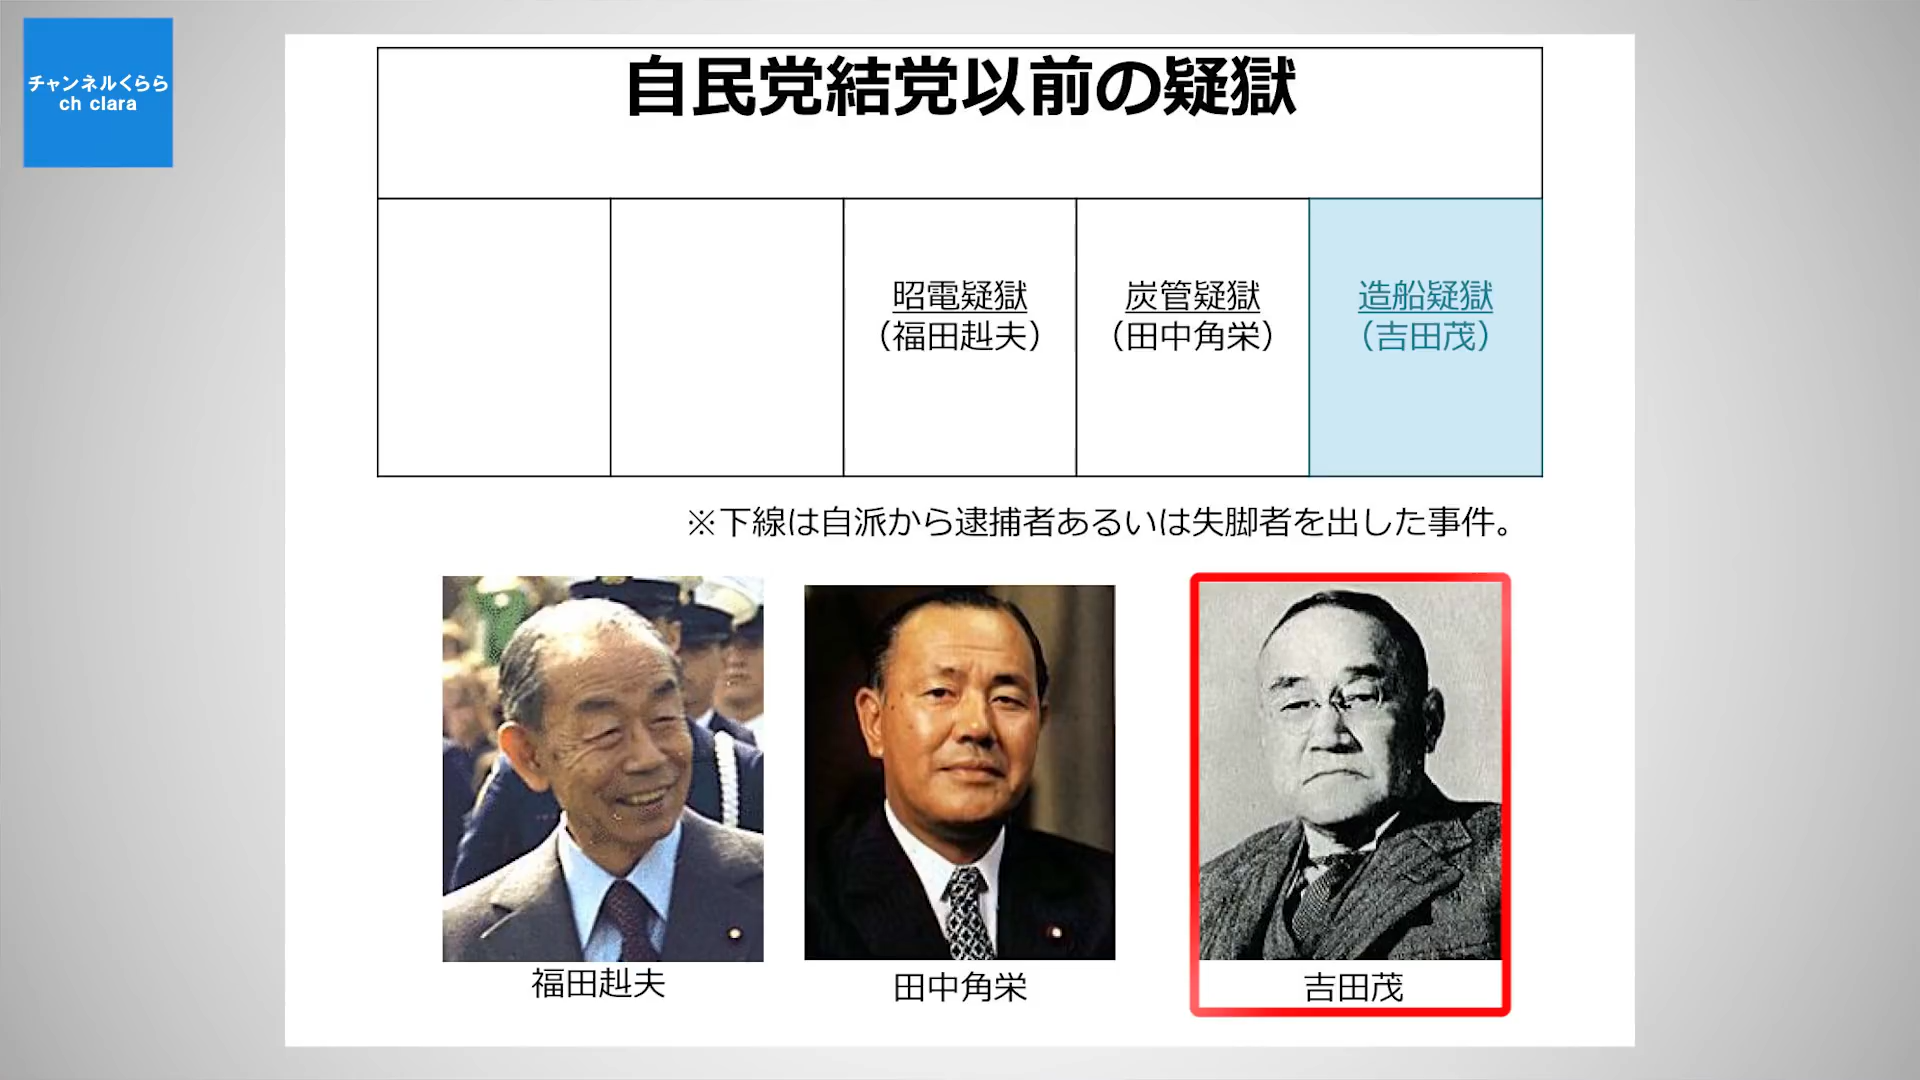 チャンネルくらら
ch clara
自民党結党以前の疑獄
昭電疑獄
（福田赳夫）
炭管疑獄
（田中角栄）
造船疑獄
（吉田茂）
※下線は自派から逮捕者あるいは失脚者を出した事件。
福田赳夫
田中角栄
吉田茂